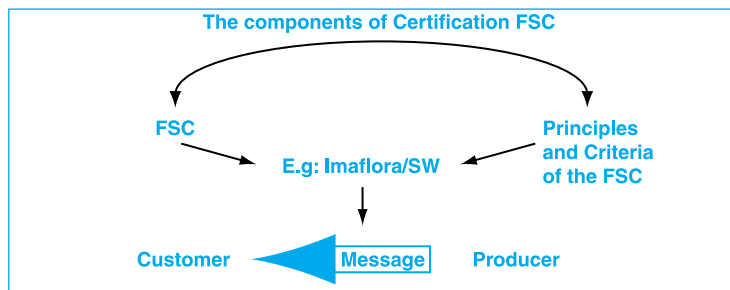 The components of Certification FSC
FSC
Principles
and Criteria
of the FSC
E.g: Imaflora/SW
Customer
Message
Producer